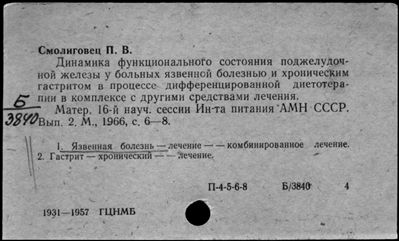 Смолиговец П. В.
Динамика функционального состояния поджелудоч-
ной железы у больных язвенной болезнью и хроническим
гастритом в процессе дифференцированной диетотера-
пии в комплексе с другими средствами лечения.
Б
3840
Матер. 16-й науч. сессии Ин-та питания АМН СССР.
Вып. 2. М., 1966, с. 6—8.
1. Язвенная болезнь — лечение — — комбинированное лечение.
2. Гастрит — хронический — — лечение.
П-4-5-6-8 Б/3840 4
1931—1957 ГЦНМБ